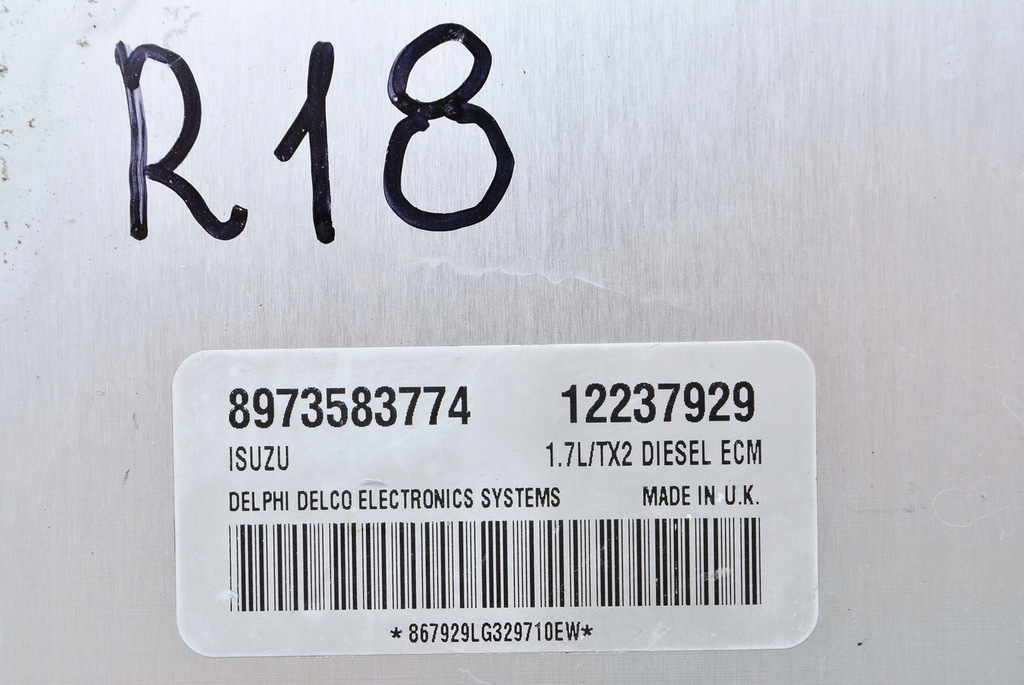 R18
8973583774 12237929
ISUZU 1.7L/TX2 DIESEL ECM
DELPHI DELCO ELECTRONICS SYSTEMS MADE IN U.K.
*867929LG329710EW*